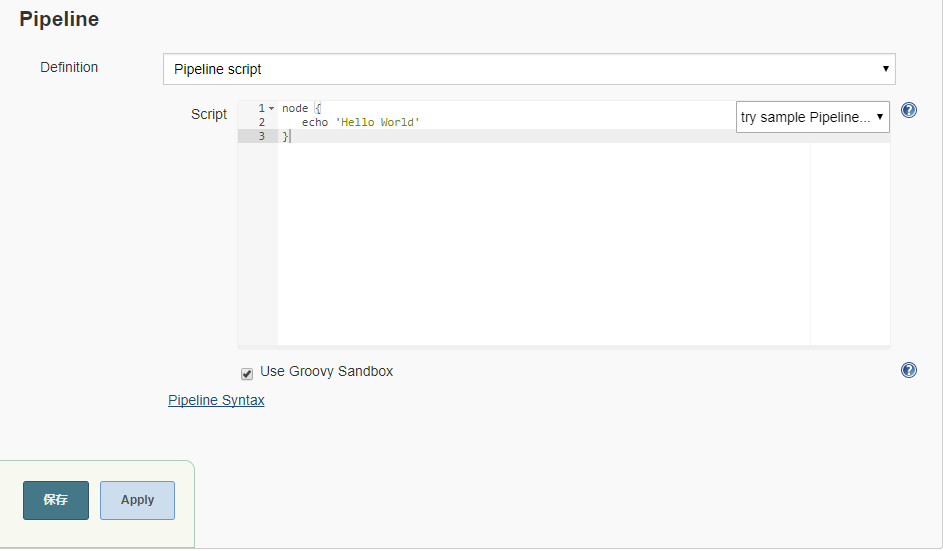 Pipeline
Definition
Pipeline script
Script
try sample Pipeline...
1 node {
2 echo 'Hello World'
3 }
Use Groovy Sandbox
Pipeline Syntax
保存 Apply